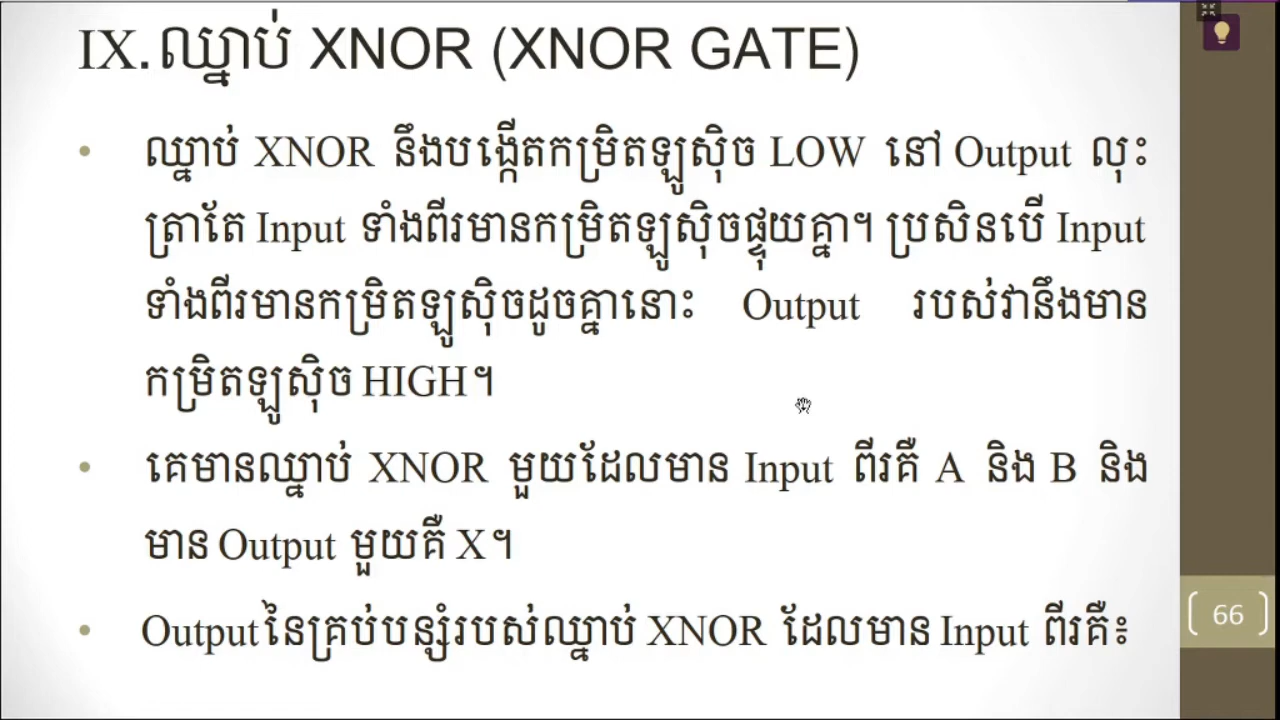 IX. ឈ្នាប់ XNOR (XNOR GATE)
• ឈ្នាប់ XNOR នឹងបង្កើតកម្រិតឡូស៊ិច LOW នៅ Output លុះ
ត្រាតែ Input ទាំងពីរមានកម្រិតឡូស៊ិចផ្ទុយគ្នា។ ប្រសិនបើ Input
ទាំងពីរមានកម្រិតឡូស៊ិចដូចគ្នានោះ Output របស់វានឹងមាន
កម្រិតឡូស៊ិច HIGH។
• គេមានឈ្នាប់ XNOR មួយដែលមាន Input ពីរគឺ A និង B និង
មាន Output មួយគឺ X។
• Output នៃគ្រប់បន្សំរបស់ឈ្នាប់ XNOR ដែលមាន Input ពីរគឺ៖
66